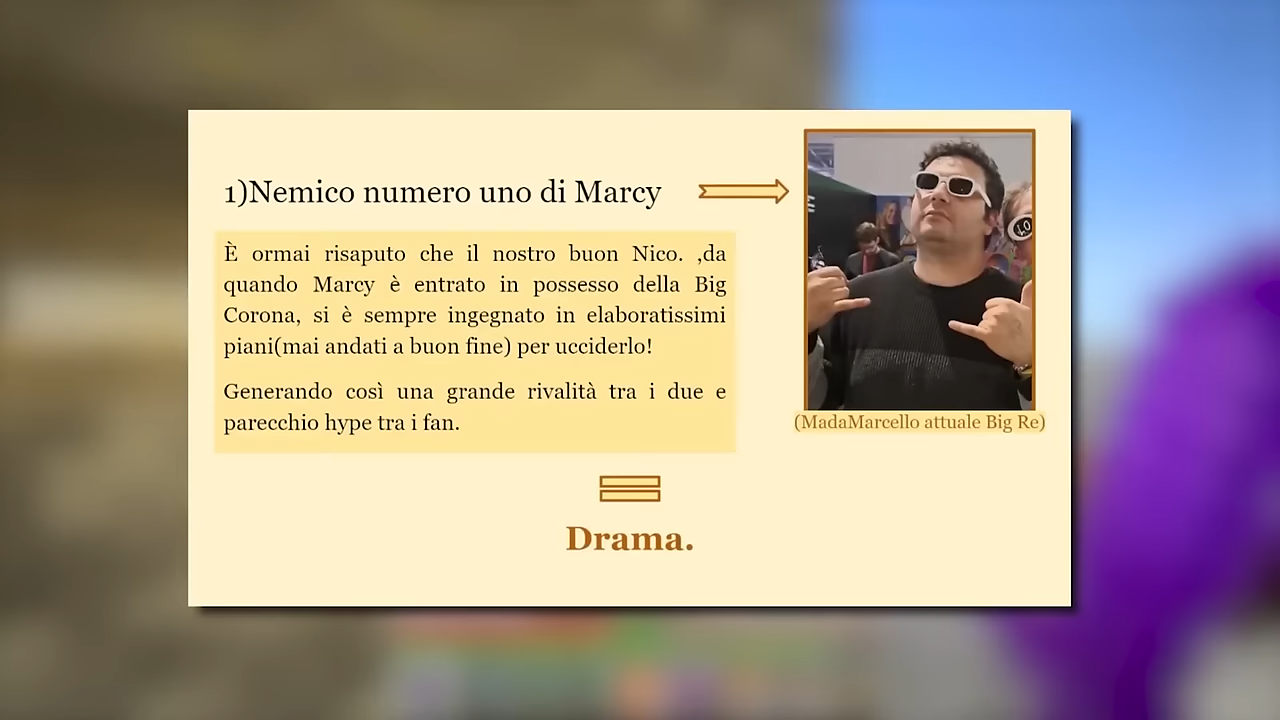 1)Nemico numero uno di Marcy
È ormai risaputo che il nostro buon Nico. ,da
quando Marcy è entrato in possesso della Big
Corona, si è sempre ingegnato in elaboratissimi
piani(mai andati a buon fine) per ucciderlo!
Generando così una grande rivalità tra i due e
parecchio hype tra i fan.
(MadaMarcello attuale Big Re)
Drama.